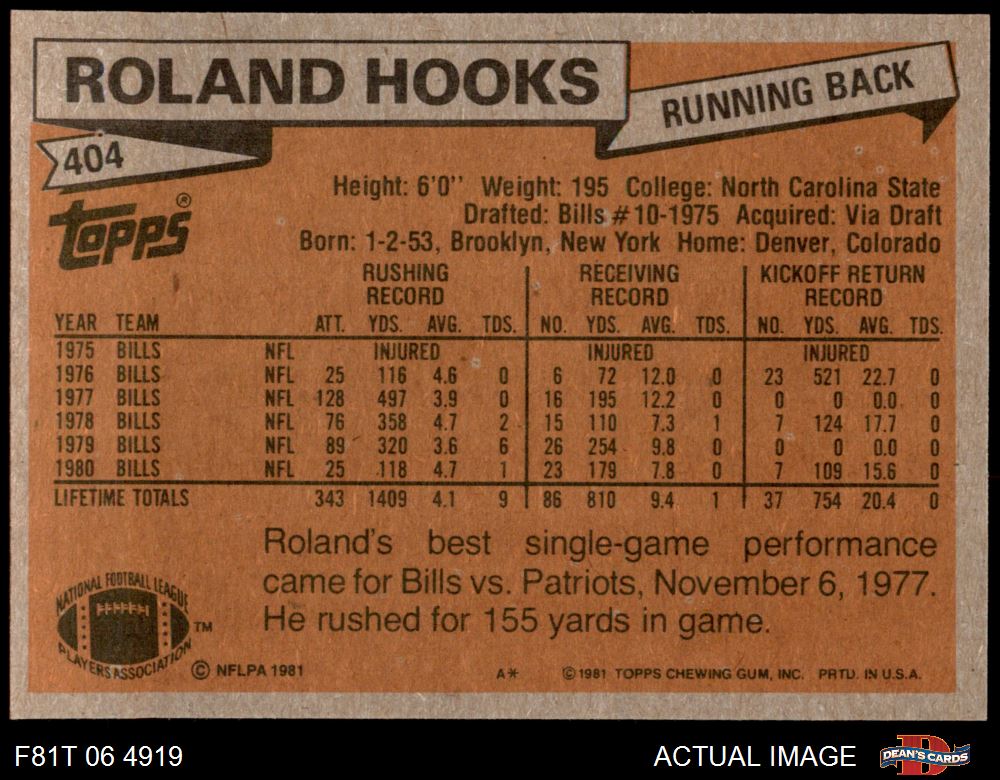 ROLAND HOOKS
RUNNING BACK
404
TOPPS®
Height: 6'0" Weight: 195 College: North Carolina State
Drafted: Bills #10-1975 Acquired: Via Draft
Born: 1-2-53, Brooklyn, New York Home: Denver, Colorado
RUSHING RECORD RECEIVING RECORD KICKOFF RETURN RECORD
YEAR TEAM ATT. YDS. AVG. TDS. NO. YDS. AVG. TDS. NO. YDS. AVG. TDS.
1975 BILLS NFL INJURED INJURED INJURED
1976 BILLS NFL 25 116 4.6 0 6 72 12.0 0 23 521 22.7 0
1977 BILLS NFL 128 497 3.9 0 16 195 12.2 0 0 0 0.0 0
1978 BILLS NFL 76 358 4.7 2 15 110 7.3 1 7 124 17.7 0
1979 BILLS NFL 89 320 3.6 6 26 254 9.8 0 0 0 0.0 0
1980 BILLS NFL 25 118 4.7 1 23 179 7.8 0 7 109 15.6 0
LIFETIME TOTALS 343 1409 4.1 9 86 810 9.4 1 37 754 20.4 0
Roland's best single-game performance
came for Bills vs. Patriots, November 6, 1977.
He rushed for 155 yards in game.
NATIONAL FOOTBALL LEAGUE
PLAYERS ASSOCIATION
TM
© NFLPA 1981
A* © 1981 TOPPS CHEWING GUM, INC. PRTD. IN U.S.A.
F81T 06 4919
ACTUAL IMAGE
DEAN'S CARDS